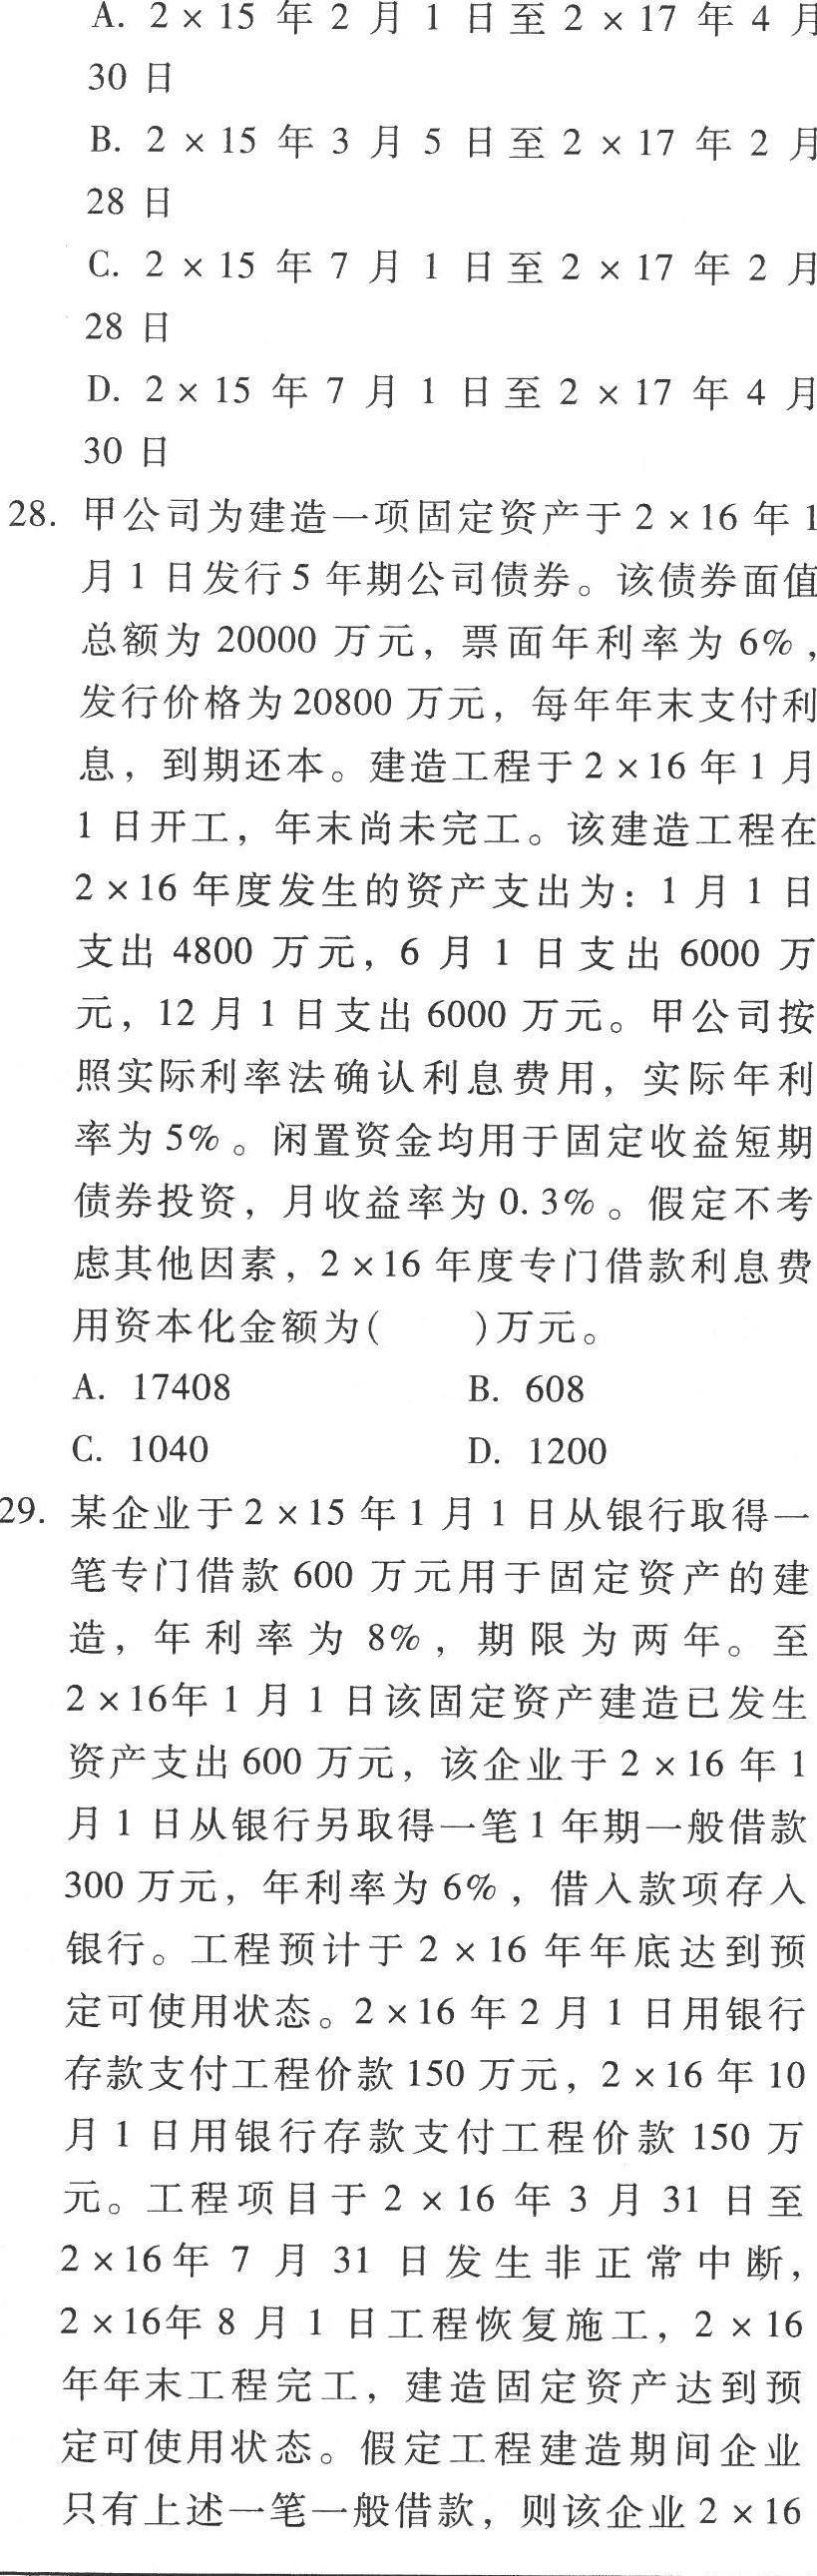 A. 2×15 年 2 月 1 日至 2×17 年 4 月
30 日
B. 2×15 年 3 月 5 日至 2×17 年 2 月
28 日
C. 2×15 年 7 月 1 日至 2×17 年 2 月
28 日
D. 2×15 年 7 月 1 日至 2×17 年 4 月
30 日
28. 甲公司为建造一项固定资产于 2×16 年 1
月 1 日发行 5 年期公司债券。该债券面值
总额为 20000 万元，票面年利率为 6%，
发行价格为 20800 万元，每年年末支付利
息，到期还本。建造工程于 2×16 年 1 月
1 日开工，年末尚未完工。该建造工程在
2×16 年度发生的资产支出为：1 月 1 日
支出 4800 万元，6 月 1 日支出 6000 万
元，12 月 1 日支出 6000 万元。甲公司按
照实际利率法确认利息费用，实际年利
率为 5%。闲置资金均用于固定收益短期
债券投资，月收益率为 0.3%。假定不考
虑其他因素，2×16 年度专门借款利息费
用资本化金额为(  )万元。
A. 17408 B. 608
C. 1040 D. 1200
29. 某企业于 2×15 年 1 月 1 日从银行取得一
笔专门借款 600 万元用于固定资产的建
造，年利率为 8%，期限为两年。至
2×16年 1 月 1 日该固定资产建造已发生
资产支出 600 万元，该企业于 2×16 年 1
月 1 日从银行另取得一笔 1 年期一般借款
300 万元，年利率为 6%，借入款项存入
银行。工程预计于 2×16 年年底达到预
定可使用状态。2×16 年 2 月 1 日用银行
存款支付工程价款 150 万元，2×16 年 10
月 1 日用银行存款支付工程价款 150 万
元。工程项目于 2×16 年 3 月 31 日至
2×16年 7 月 31 日发生非正常中断，
2×16年 8 月 1 日工程恢复施工，2×16
年年末工程完工，建造固定资产达到预
定可使用状态。假定工程建造期间企业
只有上述一笔一般借款，则该企业 2×16